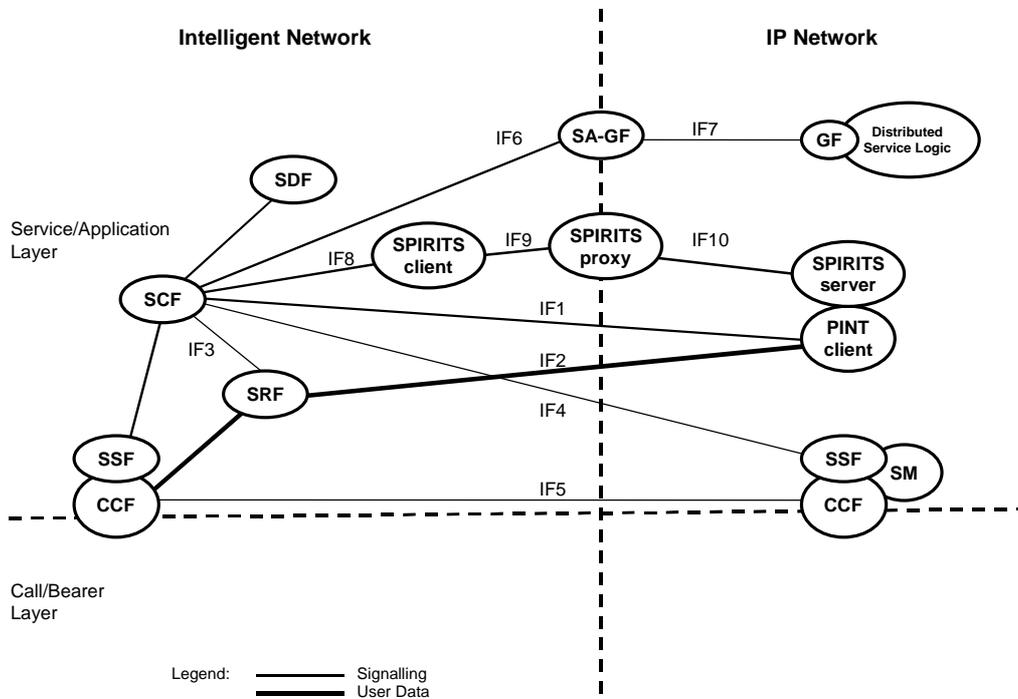 Intelligent Network
IP Network
IF6
SA-GF
IF7
GF
Distributed
Service Logic
SDF
Service/Application
Layer
IF8
SPIRITS
client
IF9
SPIRITS
proxy
IF10
SPIRITS
server
SCF
IF1
PINT
client
IF3
IF2
SRF
IF4
SSF
SSF
SM
CCF
IF5
CCF
Call/Bearer
Layer
Legend:
Signalling
User Data